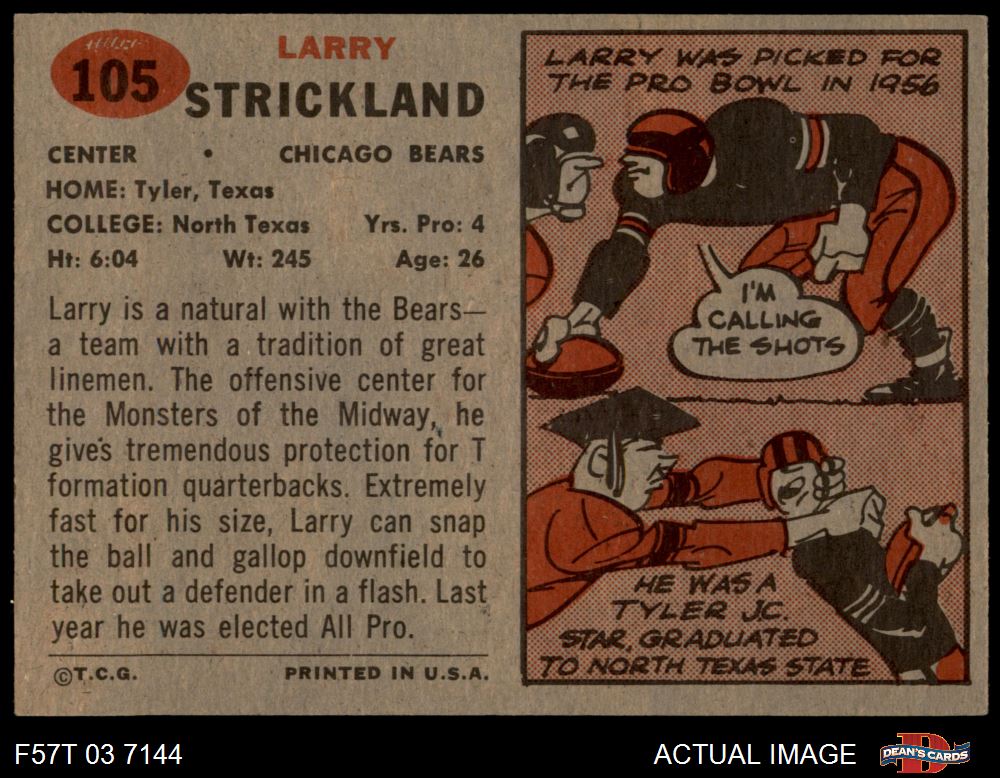 105
LARRY
STRICKLAND
CENTER • CHICAGO BEARS
HOME: Tyler, Texas
COLLEGE: North Texas Yrs. Pro: 4
Ht: 6:04 Wt: 245 Age: 26
Larry is a natural with the Bears—
a team with a tradition of great
linemen. The offensive center for
the Monsters of the Midway, he
gives tremendous protection for T
formation quarterbacks. Extremely
fast for his size, Larry can snap
the ball and gallop downfield to
take out a defender in a flash. Last
year he was elected All Pro.
©T.C.G. PRINTED IN U.S.A.
LARRY WAS PICKED FOR
THE PRO BOWL IN 1956
I'M
CALLING
THE SHOTS
HE WAS A
TYLER J.C.
STAR, GRADUATED
TO NORTH TEXAS STATE
F57T 03 7144 ACTUAL IMAGE
DEAN'S CARDS